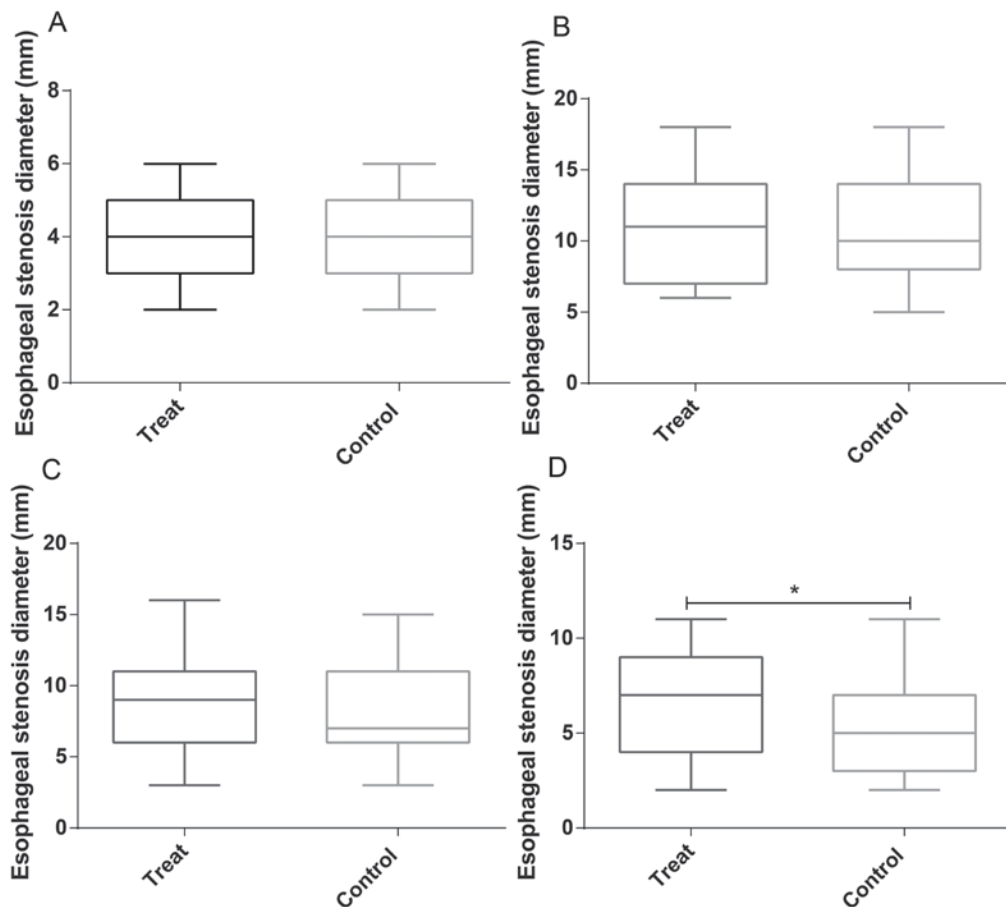 A
Esophageal stenosis diameter (mm)
8
6
4
2
0
Treat
Control
B
Esophageal stenosis diameter (mm)
20
15
10
5
0
Treat
Control
C
Esophageal stenosis diameter (mm)
20
15
10
5
0
Treat
Control
D
Esophageal stenosis diameter (mm)
15
10
5
0
*
Treat
Control